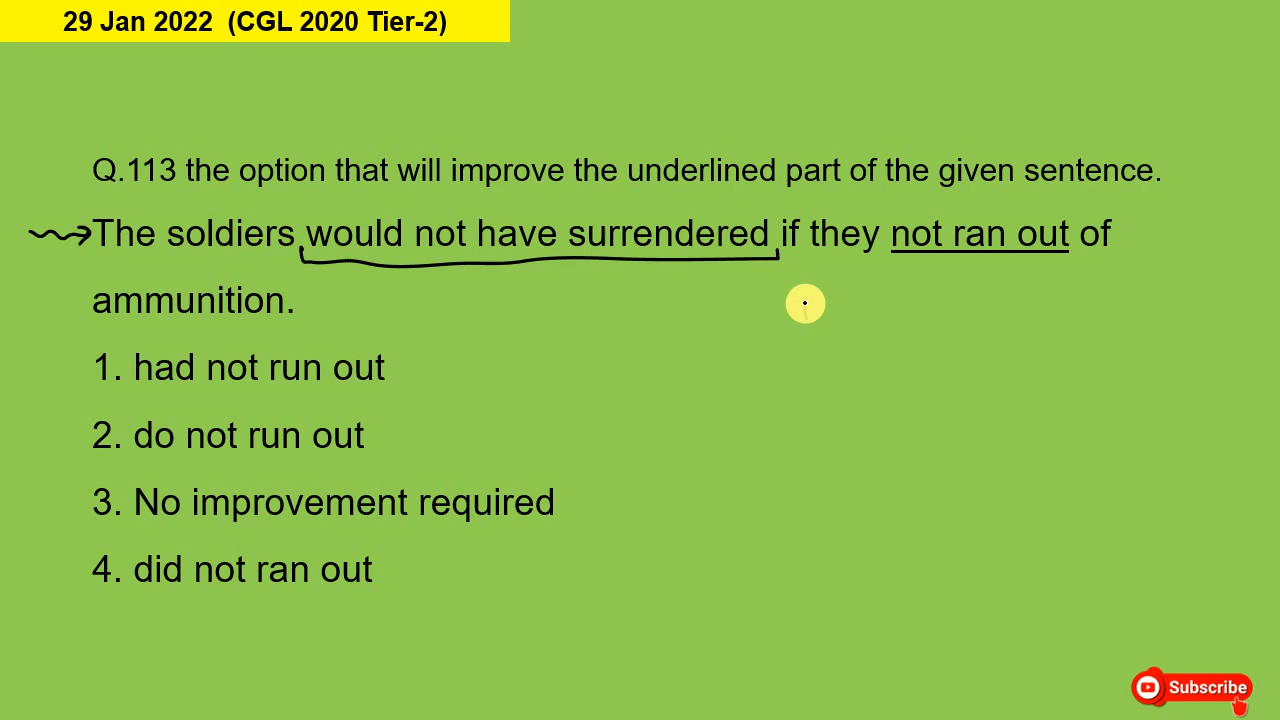 29 Jan 2022 (CGL 2020 Tier-2)
Q.113 the option that will improve the underlined part of the given sentence.
The soldiers would not have surrendered if they not ran out of
ammunition.
1. had not run out
2. do not run out
3. No improvement required
4. did not ran out
Subscribe